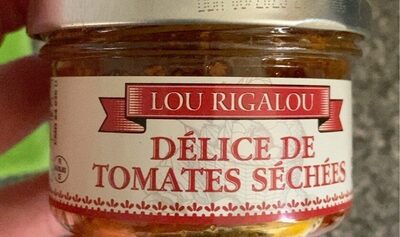 LOU RIGALOU
DÉLICE DE
TOMATES SÉCHÉES